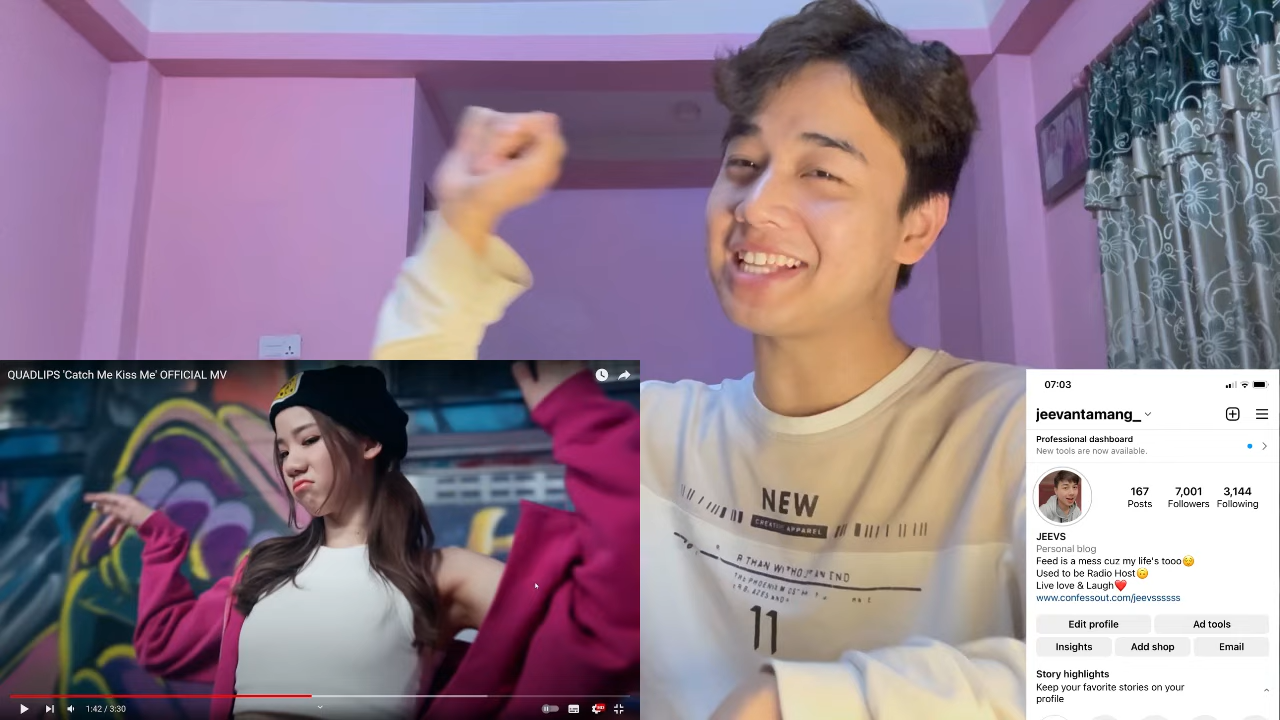 NEW
CREATIVE APPAREL
11
QUADLIPS 'Catch Me Kiss Me' OFFICIAL MV
1:42 / 3:30
07:03
jeevantamang_
Professional dashboard
New tools are now available.
167 7,001 3,144
Posts Followers Following
JEEVS
Personal blog
Feed is a mess cuz my life's tooo😊
Used to be Radio Host😊
Live love & Laugh❤️
www.confessout.com/jeevssssss
Edit profile Ad tools
Insights Add shop Email
Story highlights
Keep your favorite stories on your
profile